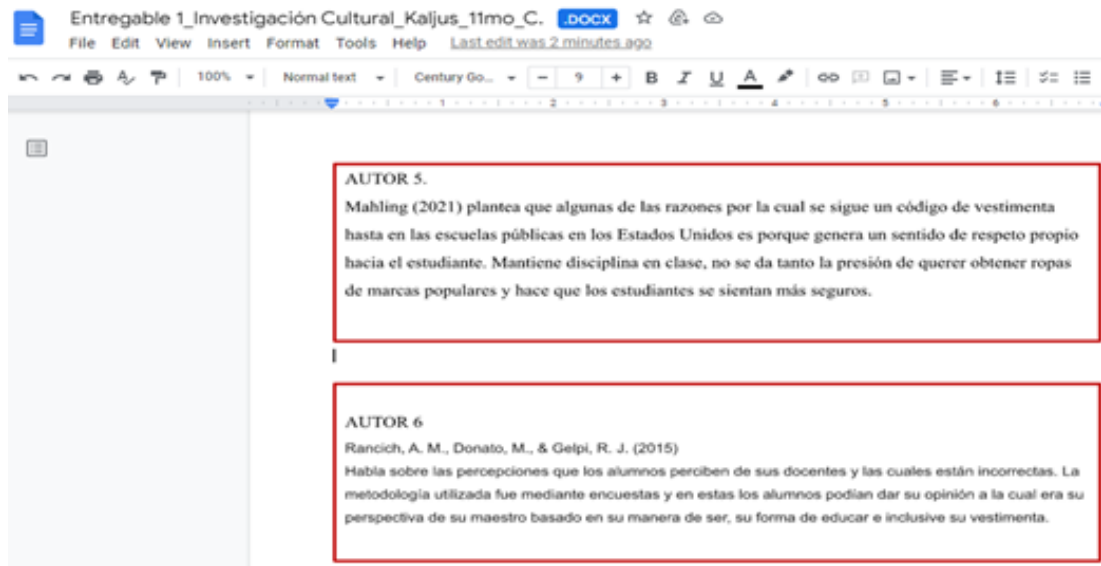 Entregable 1_Investigación Cultural_Kaljus_11mo_C. .DOCX
File Edit View Insert Format Tools Help Last edit was 2 minutes ago
100% Normal text Century Go... - 9 + B I U A
1 2 3 4 5 6
AUTOR 5.
Mahling (2021) plantea que algunas de las razones por la cual se sigue un código de vestimenta
hasta en las escuelas públicas en los Estados Unidos es porque genera un sentido de respeto propio
hacia el estudiante. Mantiene disciplina en clase, no se da tanto la presión de querer obtener ropas
de marcas populares y hace que los estudiantes se sientan más seguros.
AUTOR 6
Rancich, A. M., Donato, M., & Gelpi, R. J. (2015)
Habla sobre las percepciones que los alumnos perciben de sus docentes y las cuales están incorrectas. La
metodología utilizada fue mediante encuestas y en estas los alumnos podían dar su opinión a la cual era su
perspectiva de su maestro basado en su manera de ser, su forma de educar e inclusive su vestimenta.